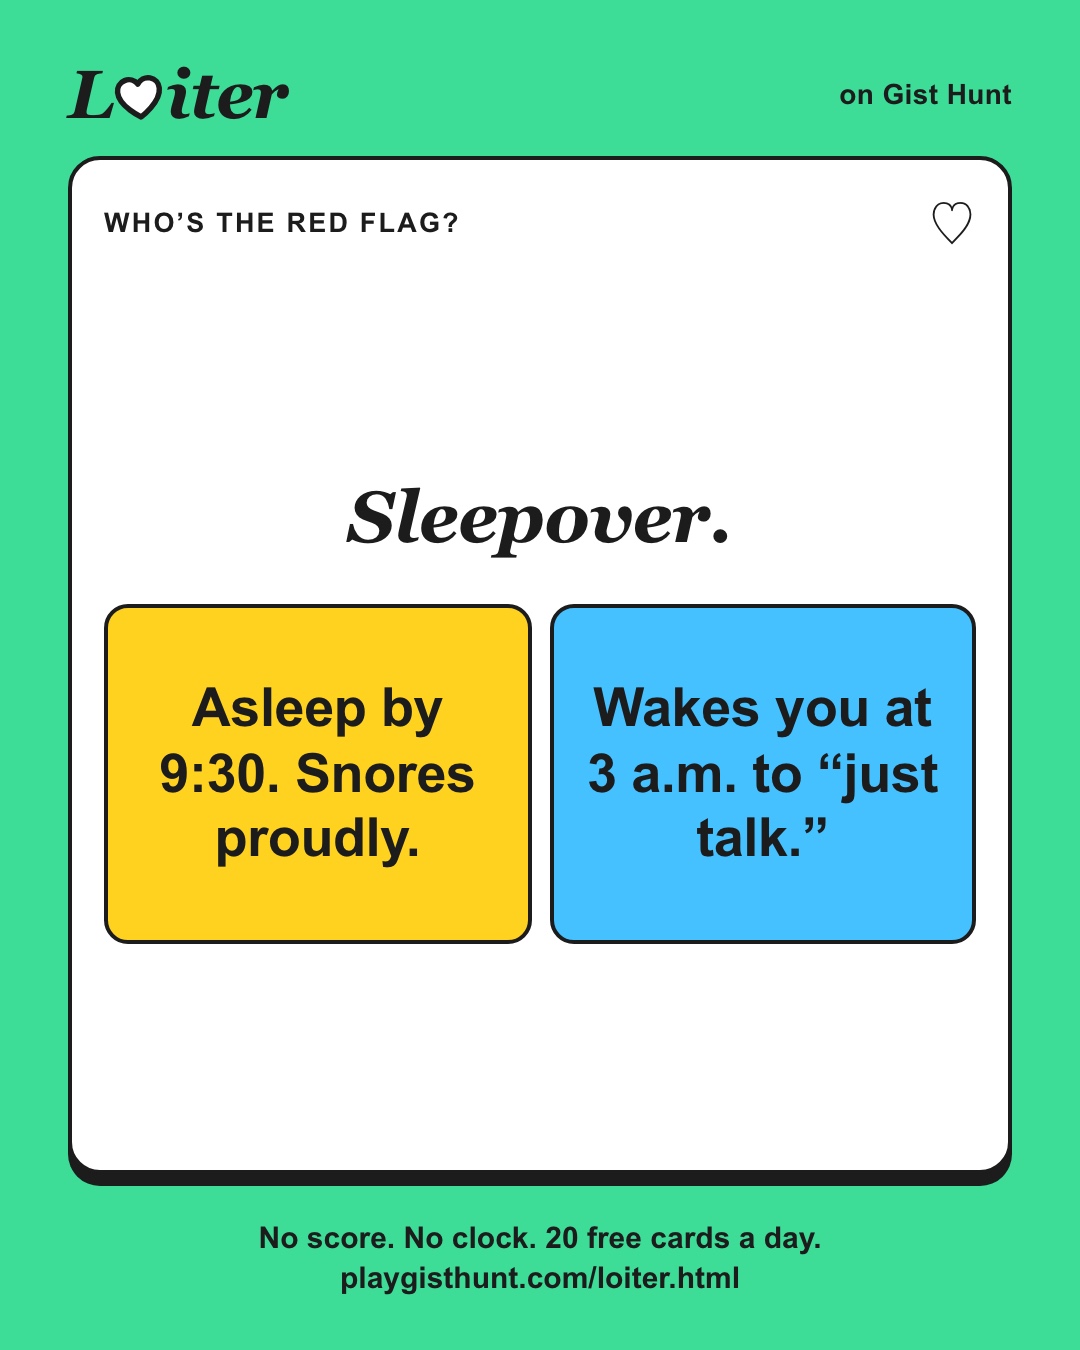 Loiter
on Gist Hunt
WHO’S THE RED FLAG?
Sleepover.
Asleep by
9:30. Snores
proudly.
Wakes you at
3 a.m. to “just
talk.”
No score. No clock. 20 free cards a day.
playgisthunt.com/loiter.html